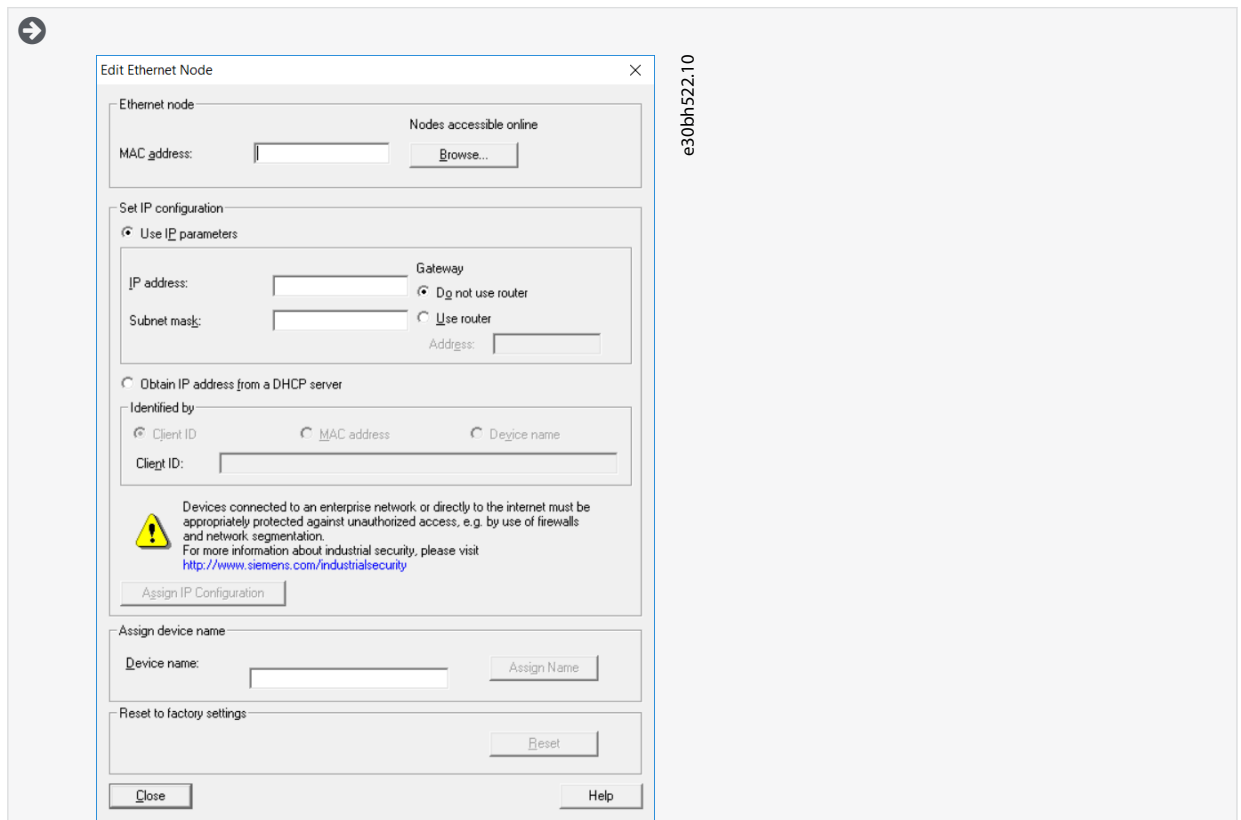 Edit Ethernet Node
e30bh522.10
Ethernet node
Nodes accessible online
MAC address:
Browse...
Set IP configuration
Use IP parameters
Gateway
IP address:
Do not use router
Subnet mask:
Use router
Address:
Obtain IP address from a DHCP server
Identified by
Client ID
MAC address
Device name
Client ID:
Devices connected to an enterprise network or directly to the internet must be
appropriately protected against unauthorized access, e.g. by use of firewalls
and network segmentation.
For more information about industrial security, please visit
http://www.siemens.com/industrialsecurity
Assign IP Configuration
Assign device name
Device name:
Assign Name
Reset to factory settings
Reset
Close
Help